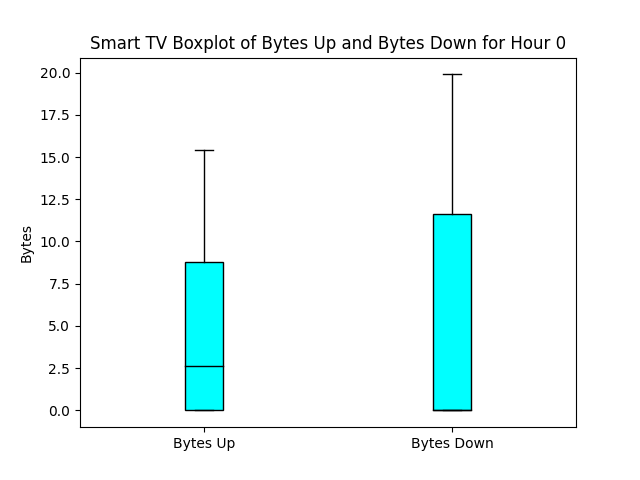 Smart TV Boxplot of Bytes Up and Bytes Down for Hour 0
20.0
17.5
15.0
12.5
10.0
7.5
5.0
2.5
0.0
Bytes
Bytes Up
Bytes Down